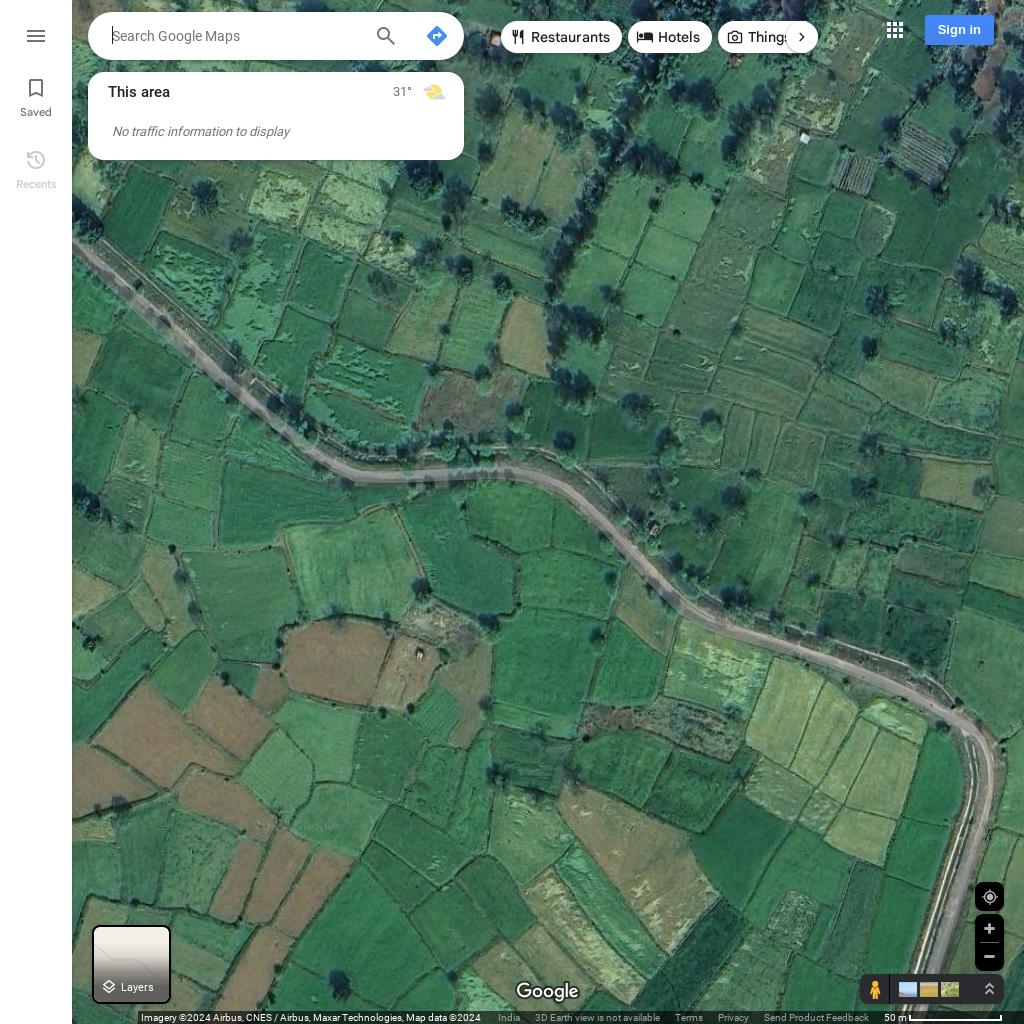 Search Google Maps
Restaurants
Hotels
Things
Sign in
This area
31°
No traffic information to display
Saved
Recents
Layers
Google
Imagery ©2024 Airbus, CNES / Airbus, Maxar Technologies, Map data ©2024 India 3D Earth view is not available Terms Privacy Send Product Feedback 50 m